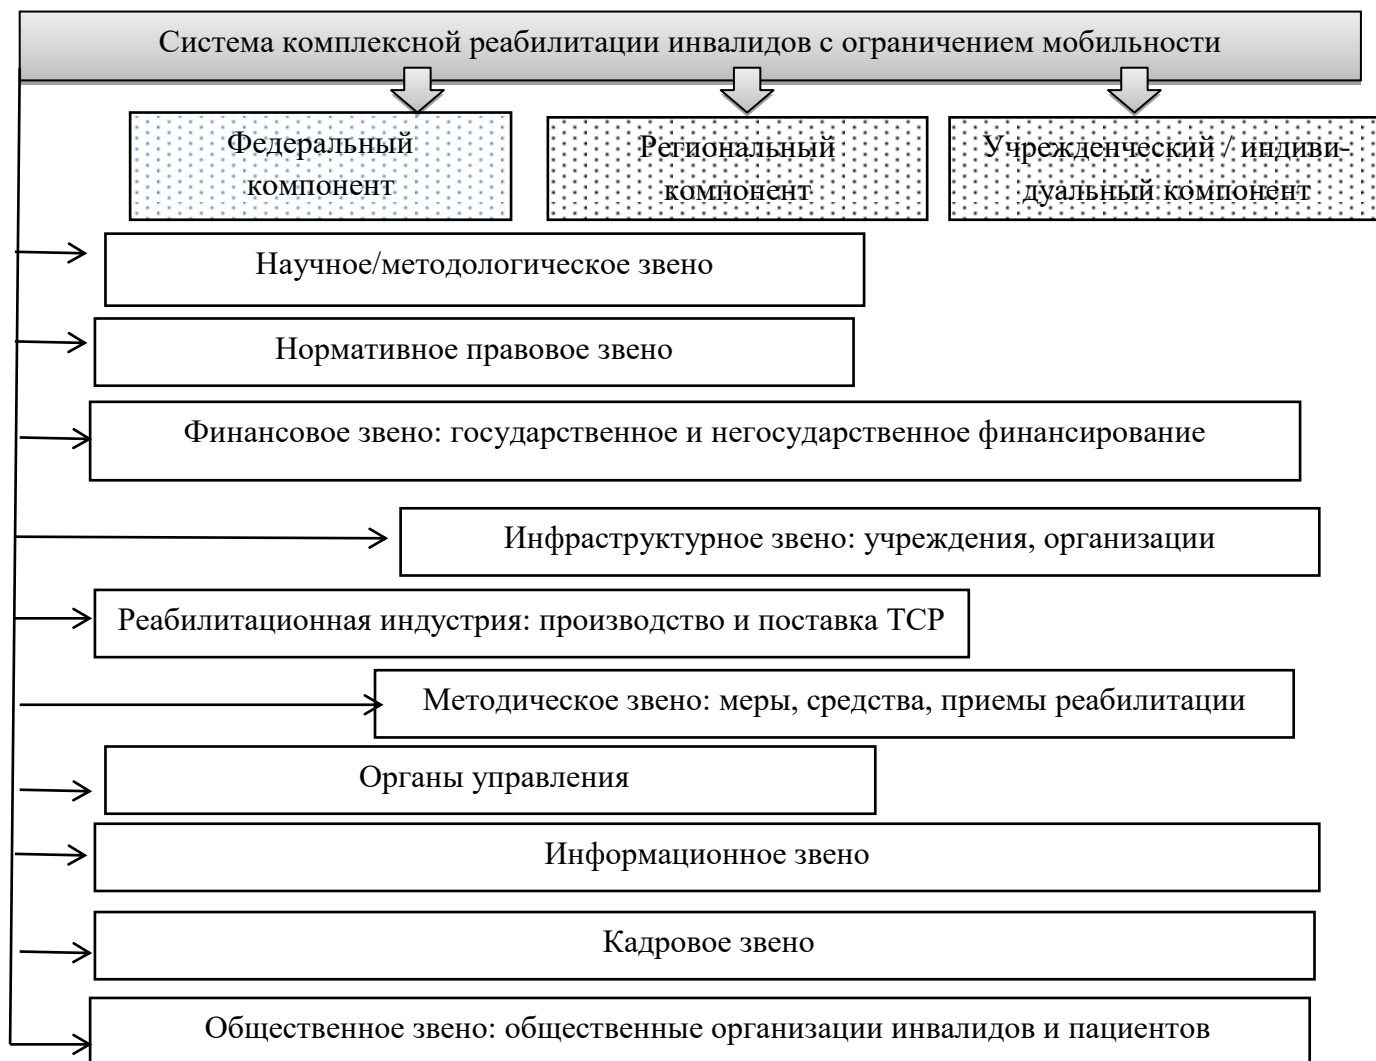 Система комплексной реабилитации инвалидов с ограничением мобильности
Федеральный
компонент
Региональный
компонент
Учрежденческий / индиви-
дуальный компонент
Научное/методологическое звено
Нормативное правовое звено
Финансовое звено: государственное и негосударственное финансирование
Инфраструктурное звено: учреждения, организации
Реабилитационная индустрия: производство и поставка ТСР
Методическое звено: меры, средства, приемы реабилитации
Органы управления
Информационное звено
Кадровое звено
Общественное звено: общественные организации инвалидов и пациентов